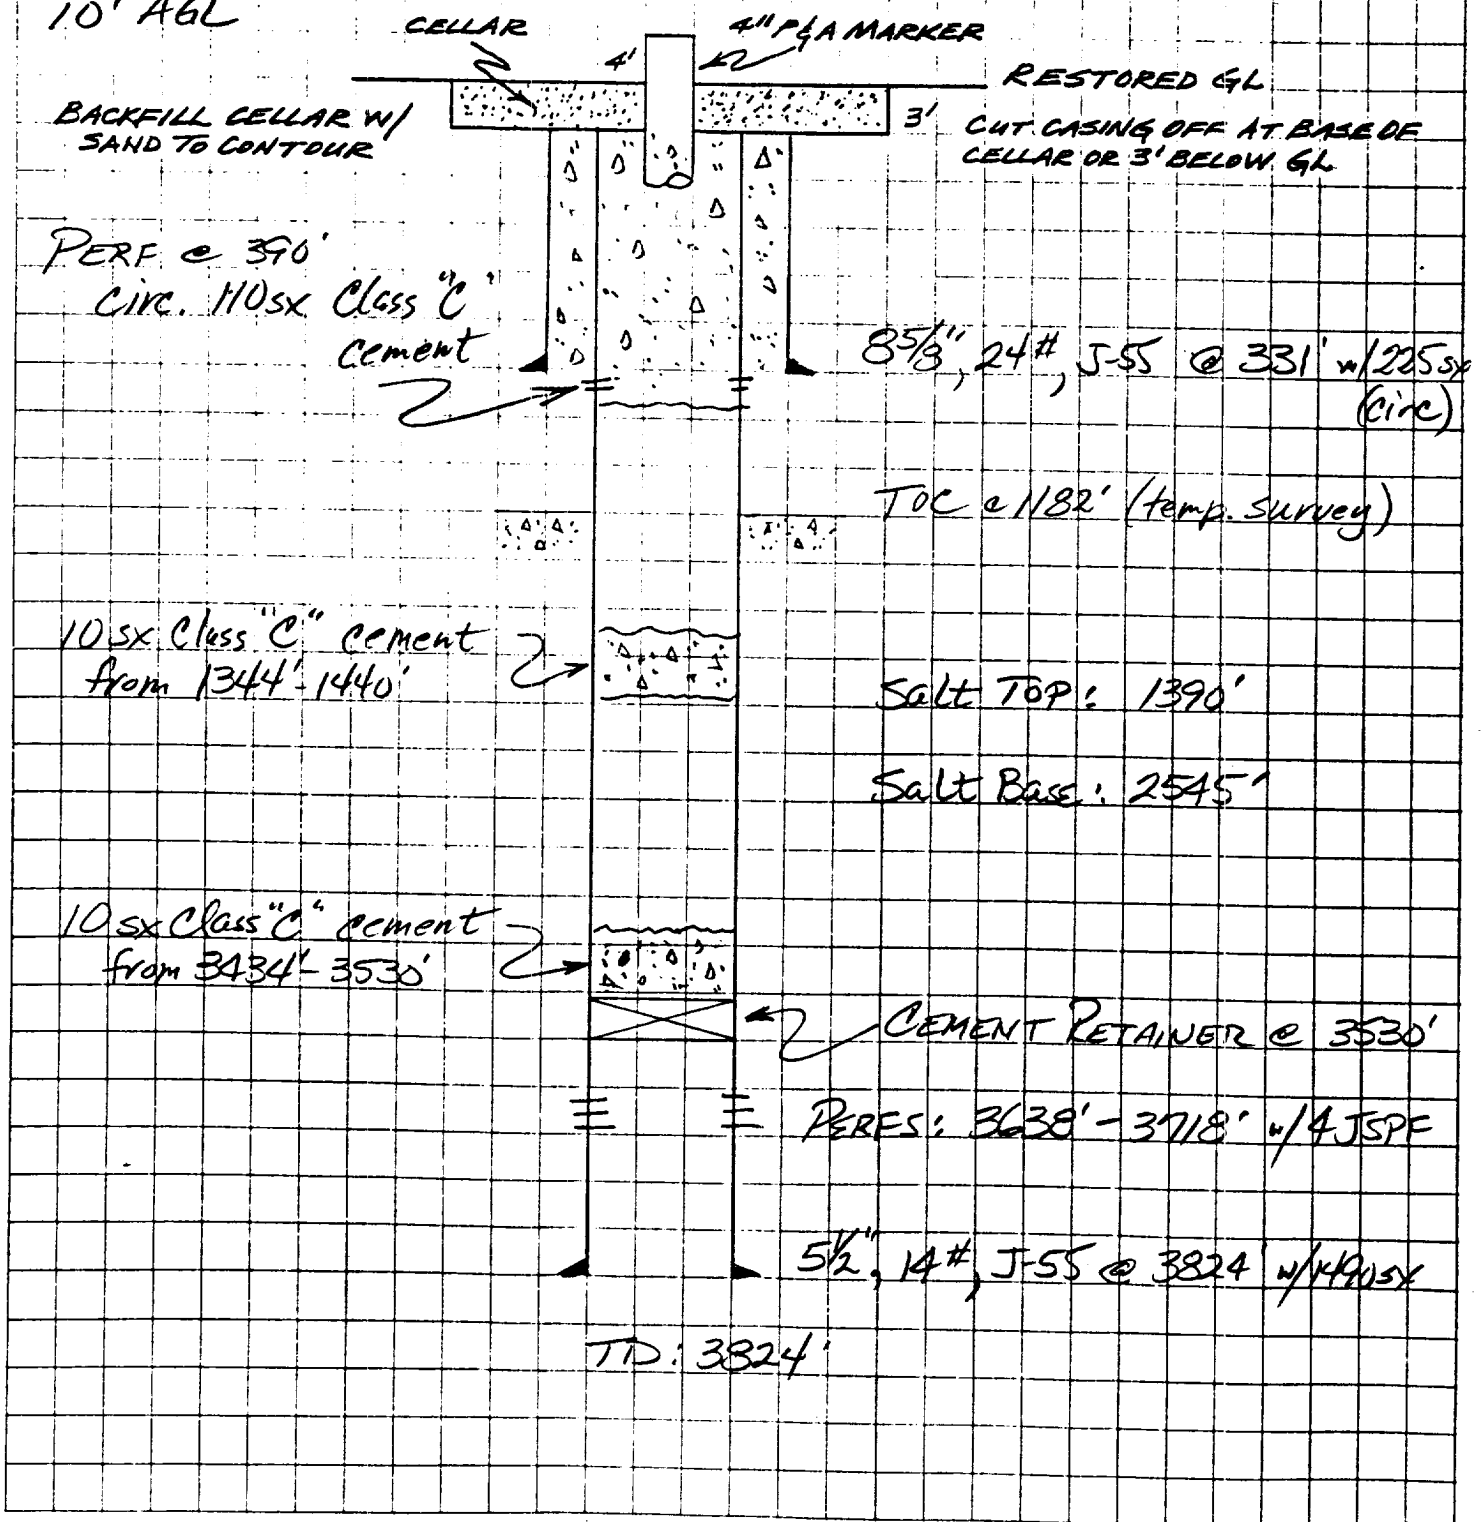 10' AGL
CELLAR
4'
4" P&A MARKER
RESTORED GL
BACKFILL CELLAR W/
SAND TO CONTOUR
3'
CUT CASING OFF AT BASE OF
CELLAR OR 3' BELOW GL
PERF @ 390'
circ. 110sx Class "C"
cement
8 5/8", 24#, J-55 @ 331' w/225sx
(circ)
TOC @ 1182' (temp. survey)
10 sx Class "C" cement
from 1344'-1440'
Salt Top: 1390'
Salt Base: 2545'
10 sx Class "C" cement
from 3434'-3530'
CEMENT RETAINER @ 3530'
PERFS: 3638'-3718' w/4 JSPF
5 1/2", 14#, J-55 @ 3824' w/
TD: 3824'